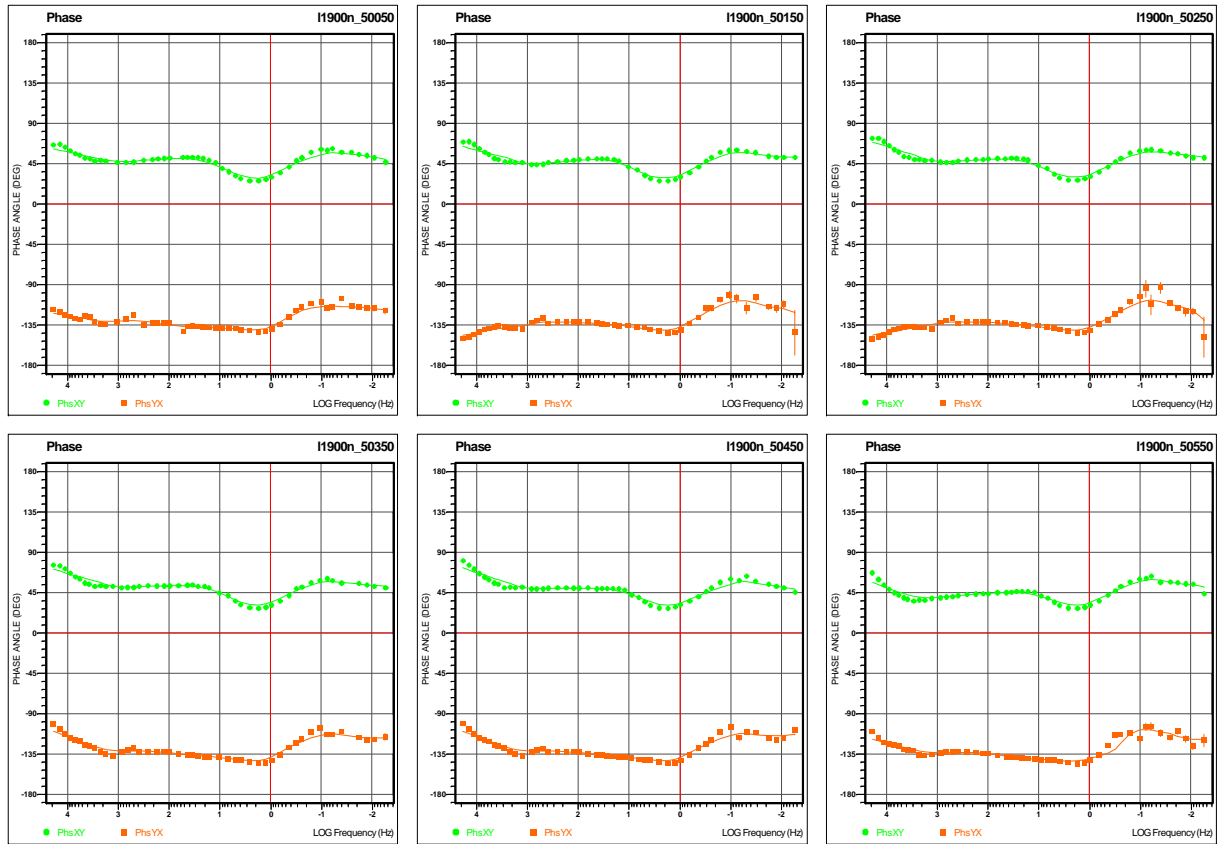 Phase l1900n_50050
180
135
90
45
0
-45
-90
-135
-180
PHASE ANGLE (DEG)
4 3 2 1 0 -1 -2
PhsXY PhsYX LOG Frequency (Hz)
Phase l1900n_50150
180
135
90
45
0
-45
-90
-135
-180
PHASE ANGLE (DEG)
4 3 2 1 0 -1 -2
PhsXY PhsYX LOG Frequency (Hz)
Phase l1900n_50250
180
135
90
45
0
-45
-90
-135
-180
PHASE ANGLE (DEG)
4 3 2 1 0 -1 -2
PhsXY PhsYX LOG Frequency (Hz)
Phase l1900n_50350
180
135
90
45
0
-45
-90
-135
-180
PHASE ANGLE (DEG)
4 3 2 1 0 -1 -2
PhsXY PhsYX LOG Frequency (Hz)
Phase l1900n_50450
180
135
90
45
0
-45
-90
-135
-180
PHASE ANGLE (DEG)
4 3 2 1 0 -1 -2
PhsXY PhsYX LOG Frequency (Hz)
Phase l1900n_50550
180
135
90
45
0
-45
-90
-135
-180
PHASE ANGLE (DEG)
4 3 2 1 0 -1 -2
PhsXY PhsYX LOG Frequency (Hz)